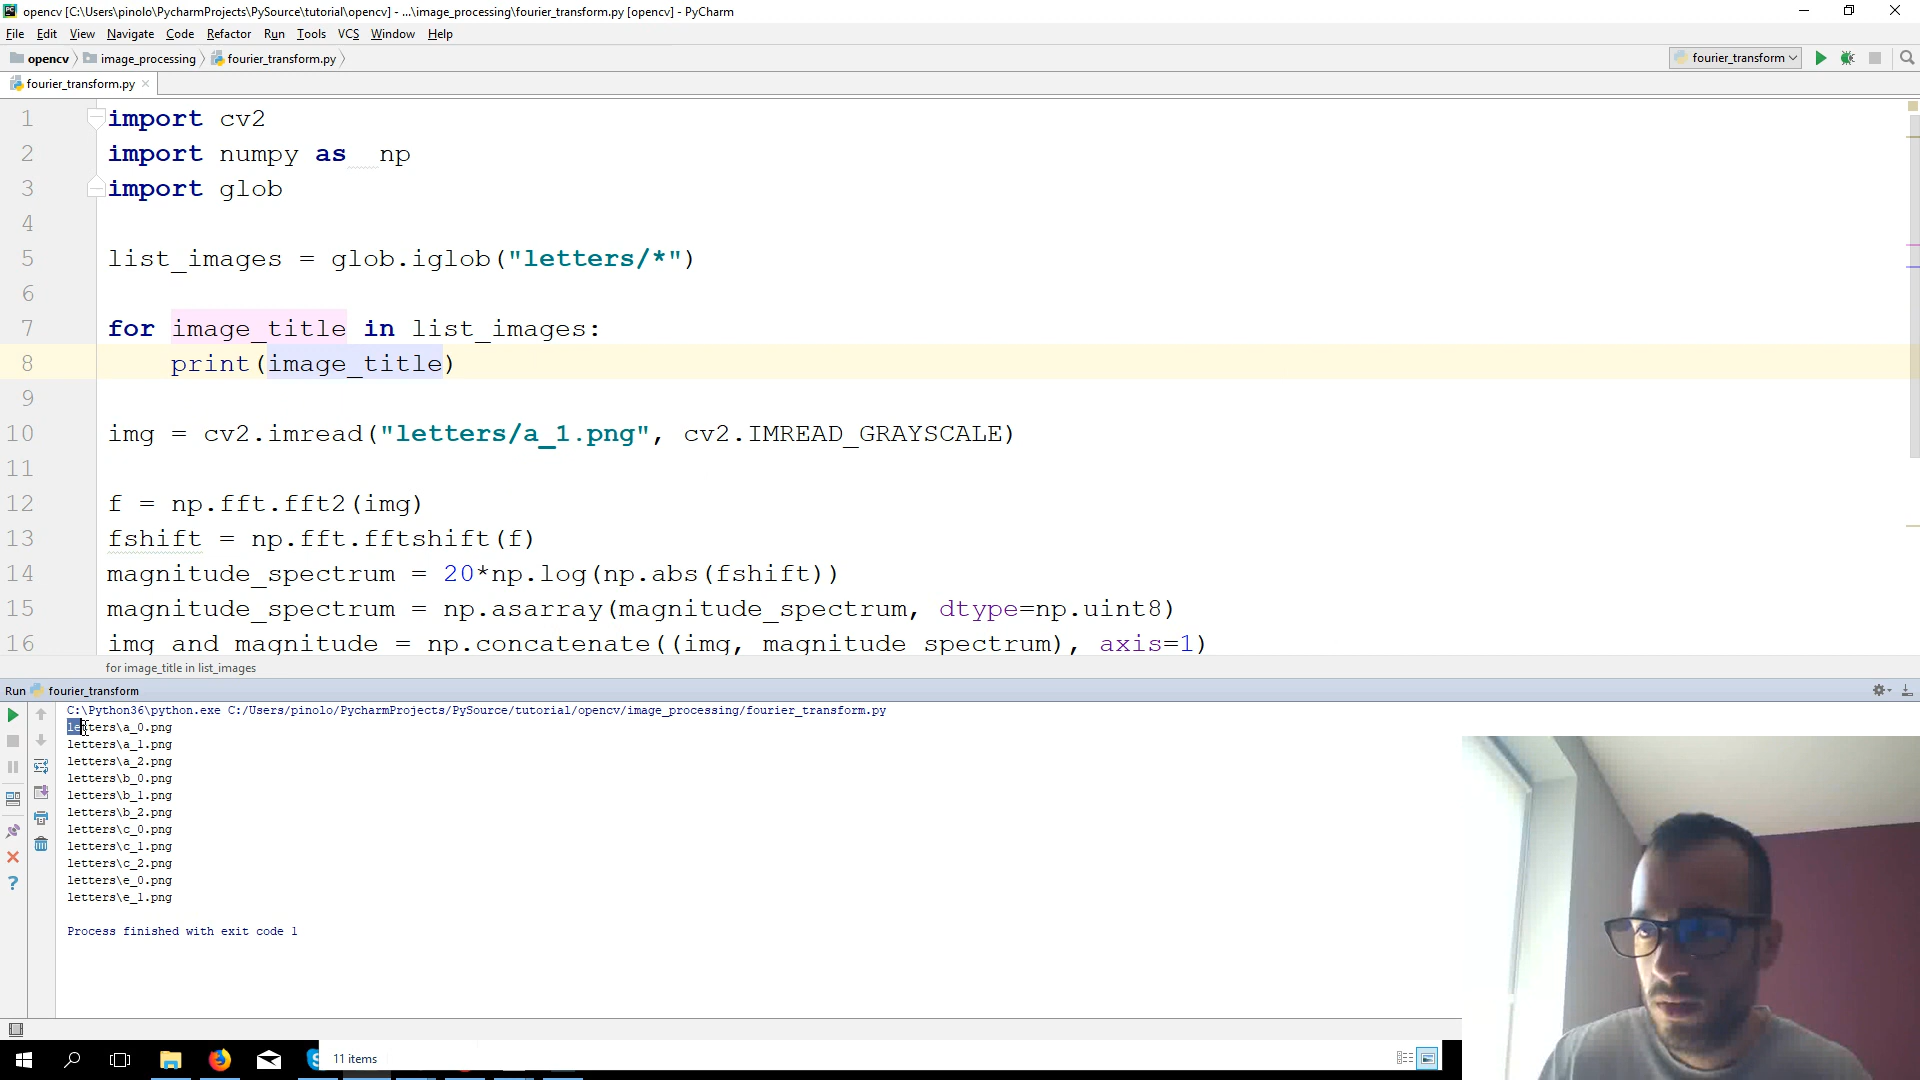 opencv [C:\Users\pinolo\PycharmProjects\PySource\tutorial\opencv] - ...\image_processing\fourier_transform.py [opencv] - PyCharm
File Edit View Navigate Code Refactor Run Tools VCS Window Help
opencv image_processing fourier_transform.py fourier_transform
fourier_transform.py
1 import cv2
2 import numpy as  np
3 import glob
4
5 list_images = glob.iglob("letters/*")
6
7 for image_title in list_images:
8 print(image_title)
9
10 img = cv2.imread("letters/a_1.png", cv2.IMREAD_GRAYSCALE)
11
12 f = np.fft.fft2(img)
13 fshift = np.fft.fftshift(f)
14 magnitude_spectrum = 20*np.log(np.abs(fshift))
15 magnitude_spectrum = np.asarray(magnitude_spectrum, dtype=np.uint8)
16 img_and_magnitude = np.concatenate((img, magnitude_spectrum), axis=1)
for image_title in list_images
Run fourier_transform
C:\Python36\python.exe C:/Users/pinolo/PycharmProjects/PySource/tutorial/opencv/image_processing/fourier_transform.py
letters\a_0.png
letters\a_1.png
letters\a_2.png
letters\b_0.png
letters\b_1.png
letters\b_2.png
letters\c_0.png
letters\c_1.png
letters\c_2.png
letters\e_0.png
letters\e_1.png
Process finished with exit code 1
11 items